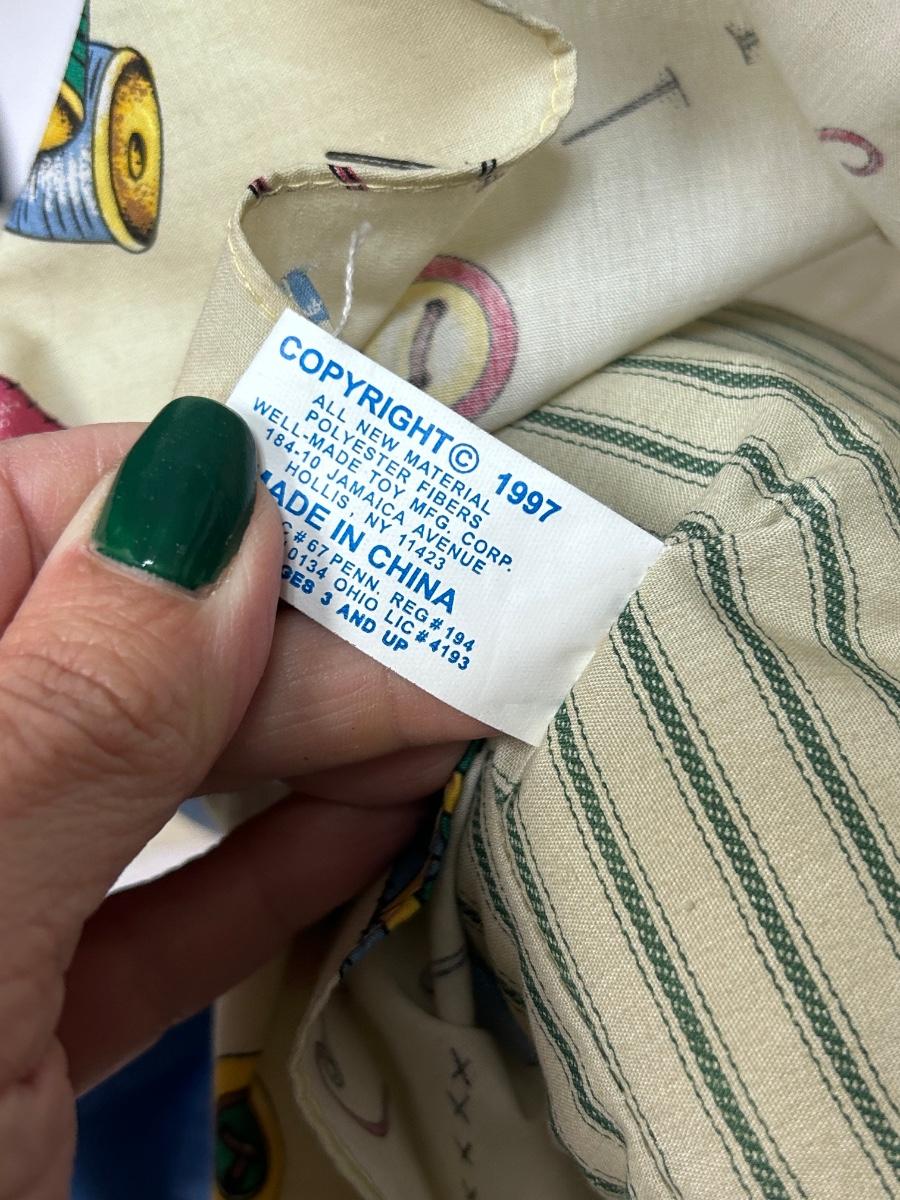 COPYRIGHT© 1997
ALL NEW MATERIAL
POLYESTER FIBERS
WELL-MADE TOY MFG. CORP.
184-10 JAMAICA AVENUE
HOLLIS, NY 11423
MADE IN CHINA
#67 PENN. REG#194
0134 OHIO LIC#4193
GES 3 AND UP